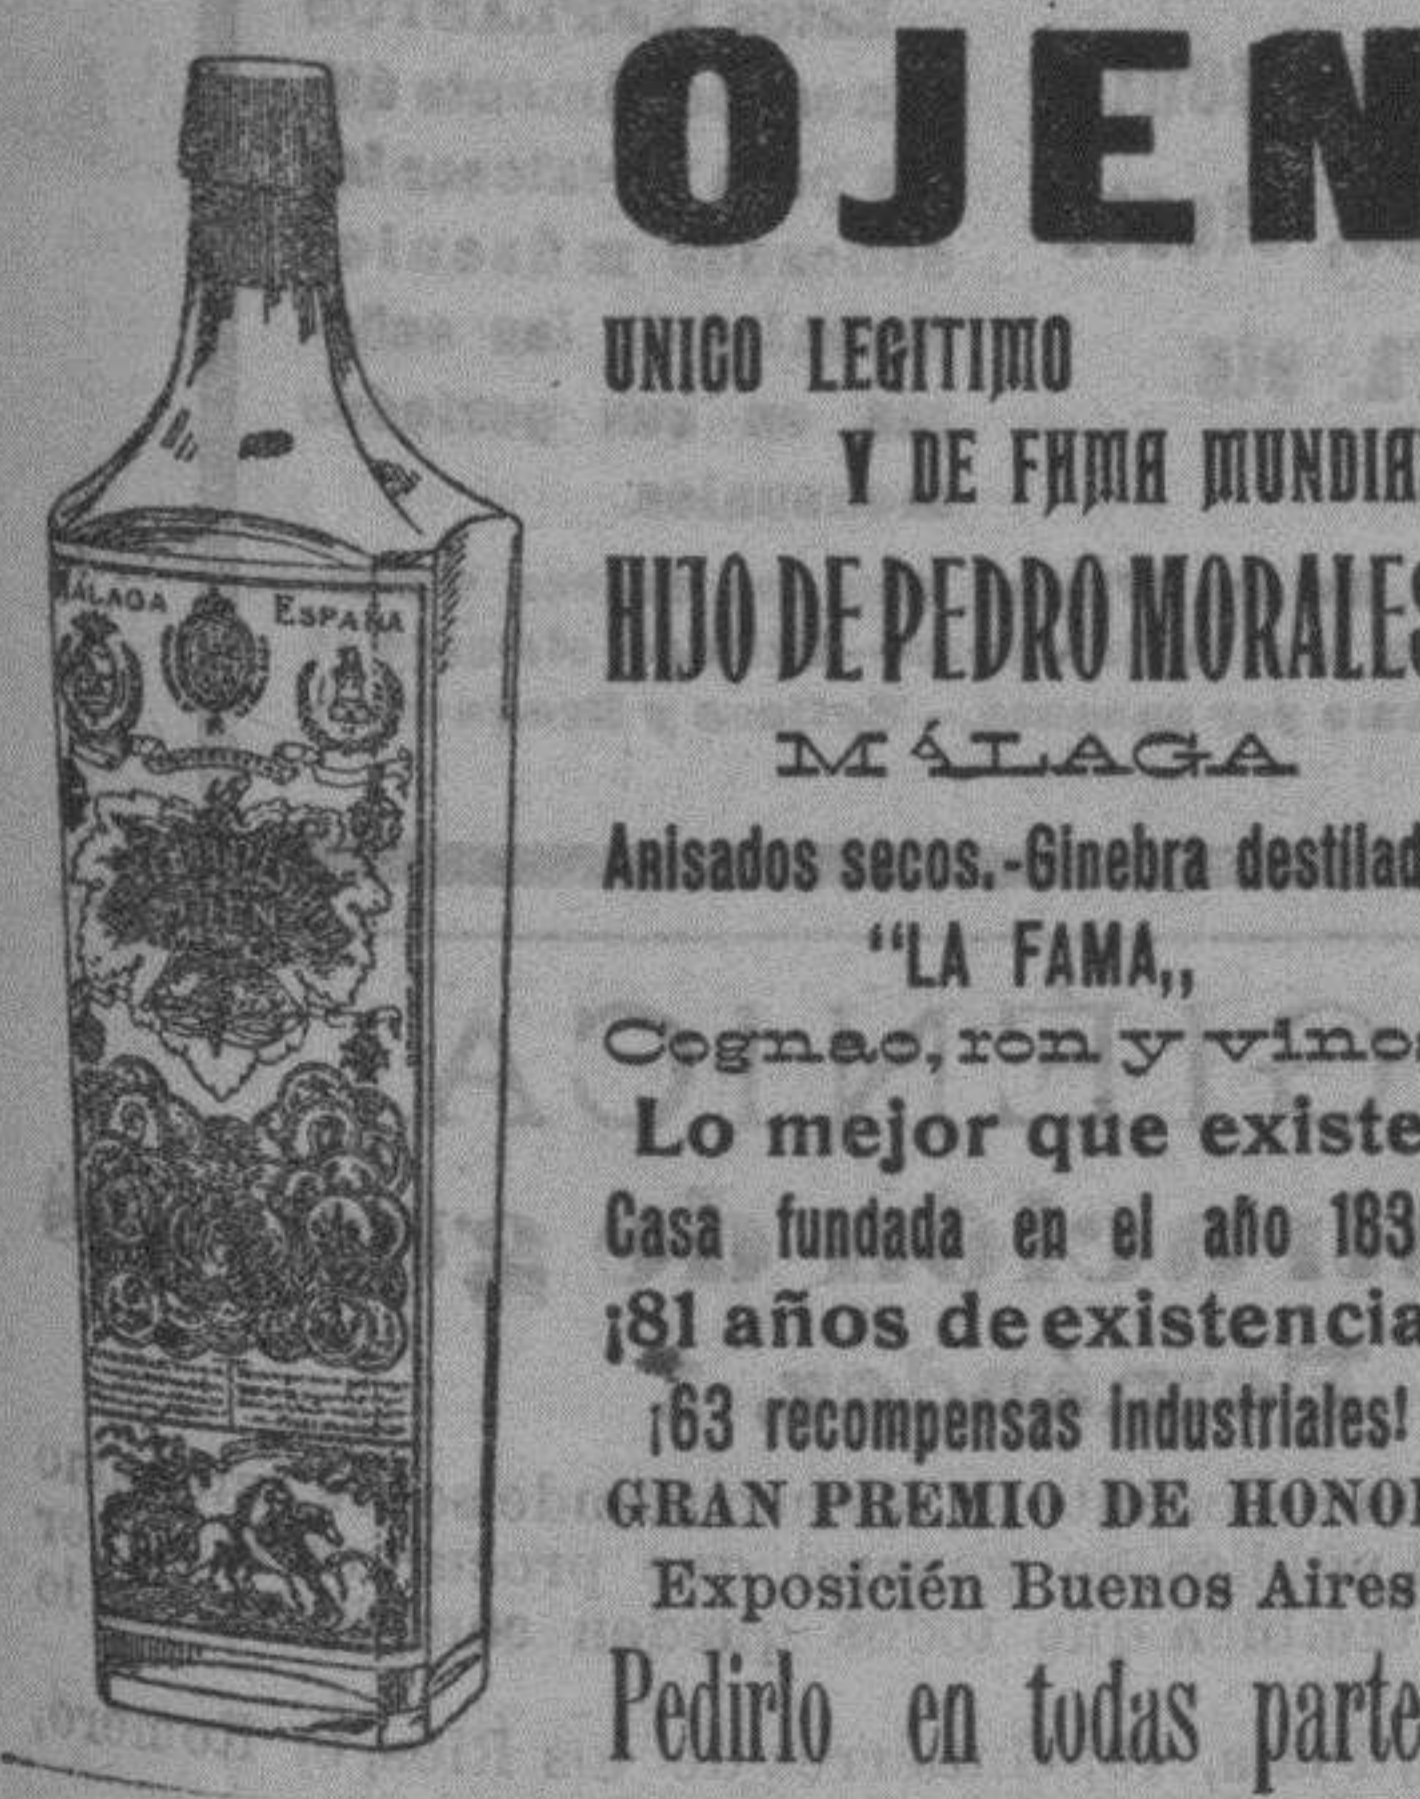 OJEN
UNICO LEGITIMO
Y DE FAMA MUNDIA
HIJO DE PEDRO MORALES
MÁLAGA
Anisados secos.-Ginebra destilad
“LA FAMA„
Cognac, ron y vinos
Lo mejor que existe
Casa fundada en el año 183
¡81 años de existencia
¡63 recompensas industriales!
GRAN PREMIO DE HONOR
Exposicién Buenos Aires
Pedirlo en todas parte
MÁLAGA ESPAÑA